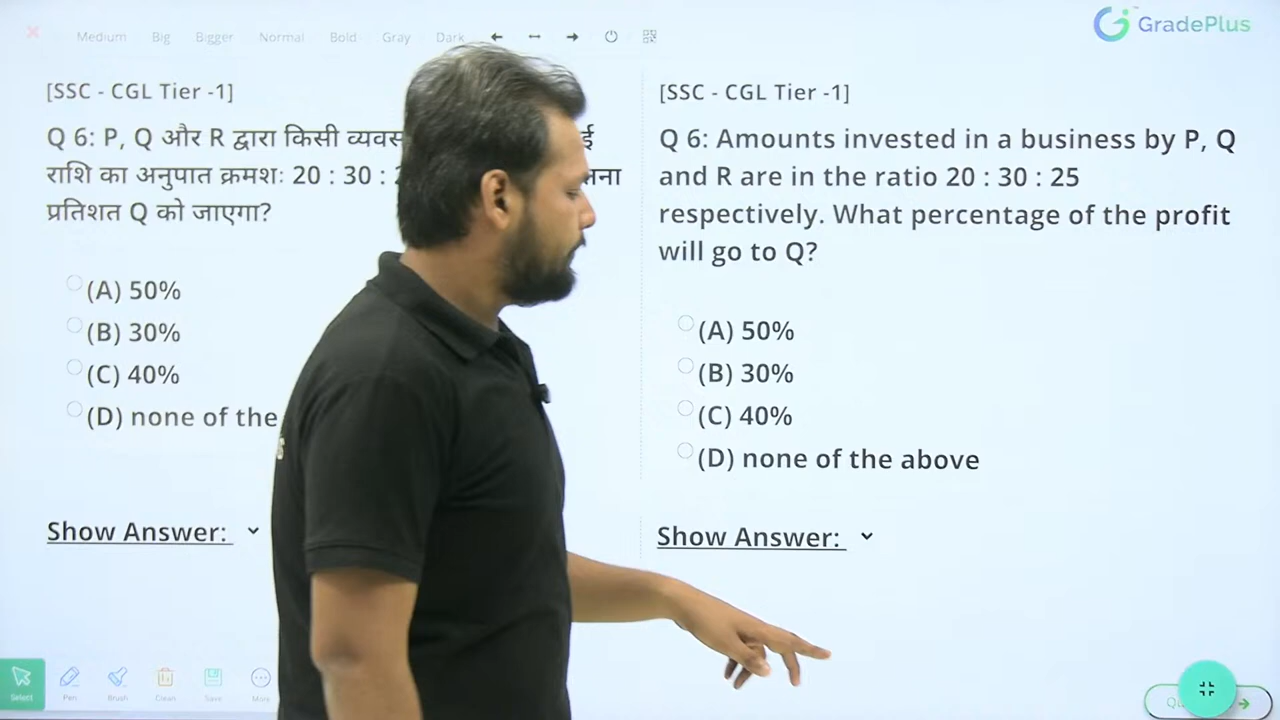 Medium Big Bigger Normal Bold Gray Dark
GradePlus
[SSC - CGL Tier -1]
Q 6: P, Q और R द्वारा किसी
राशि का अनुपात क्रमशः 20 : 30 :
प्रतिशत Q को जाएगा?
(A) 50%
(B) 30%
(C) 40%
(D) none of the
Show Answer:
[SSC - CGL Tier -1]
Q 6: Amounts invested in a business by P, Q
and R are in the ratio 20 : 30 : 25
respectively. What percentage of the profit
will go to Q?
(A) 50%
(B) 30%
(C) 40%
(D) none of the above
Show Answer:
Select Pen Brush Clean Save More